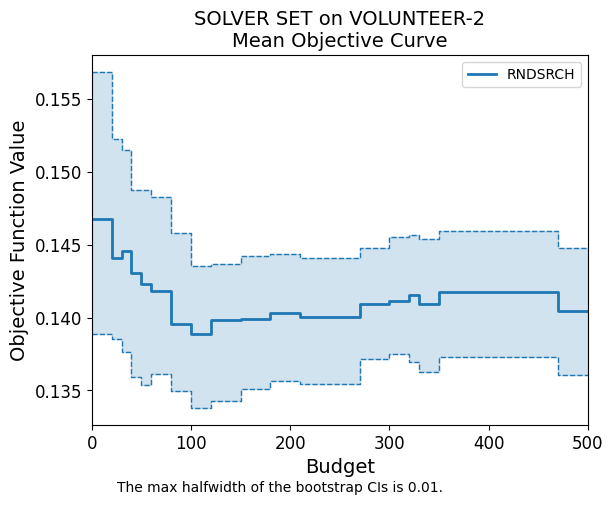 SOLVER SET on VOLUNTEER-2
Mean Objective Curve
RNDSRCH
Objective Function Value
0.155
0.150
0.145
0.140
0.135
0 100 200 300 400 500
Budget
The max halfwidth of the bootstrap CIs is 0.01.